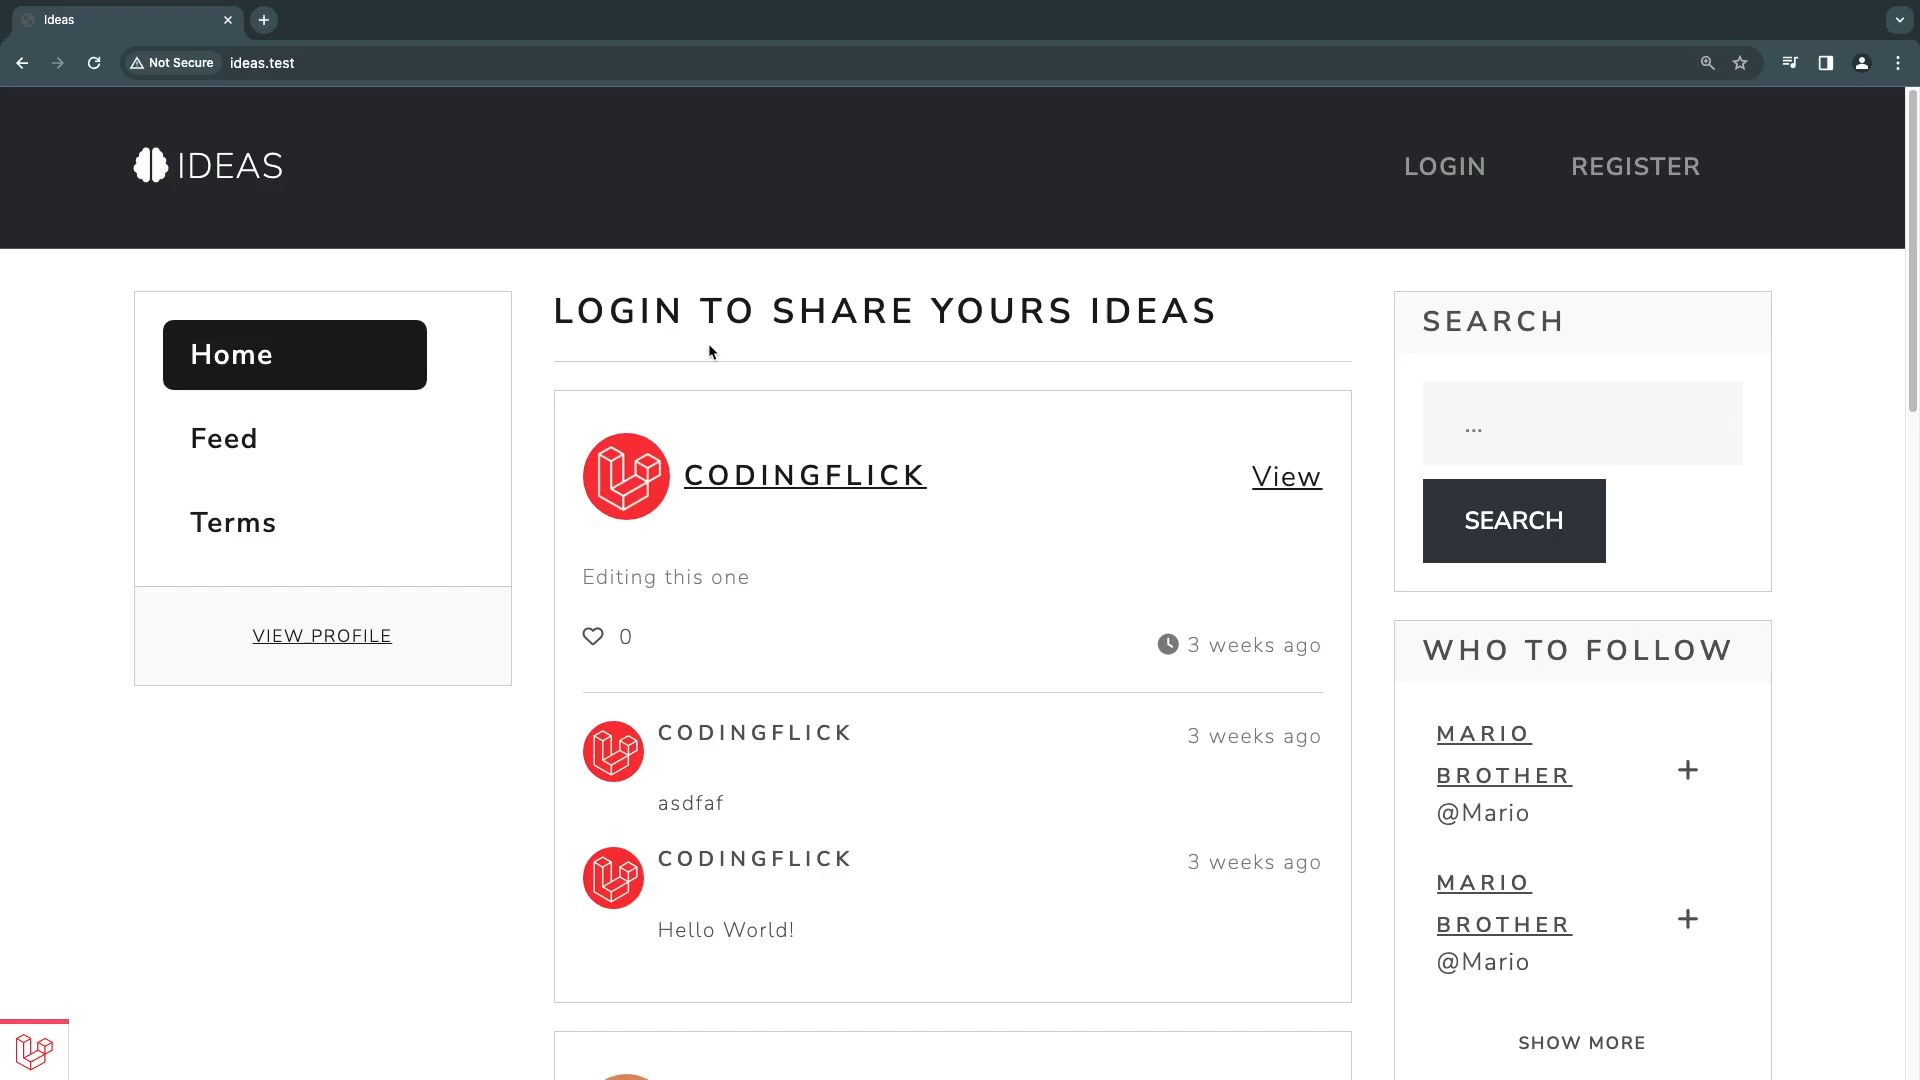 Ideas
Not Secure
ideas.test
IDEAS
LOGIN
REGISTER
Home
Feed
Terms
VIEW PROFILE
LOGIN TO SHARE YOURS IDEAS
CODINGFLICK
View
Editing this one
0
3 weeks ago
CODINGFLICK
3 weeks ago
asdfaf
CODINGFLICK
3 weeks ago
Hello World!
SEARCH
...
SEARCH
WHO TO FOLLOW
MARIO
BROTHER
@Mario
MARIO
BROTHER
@Mario
SHOW MORE